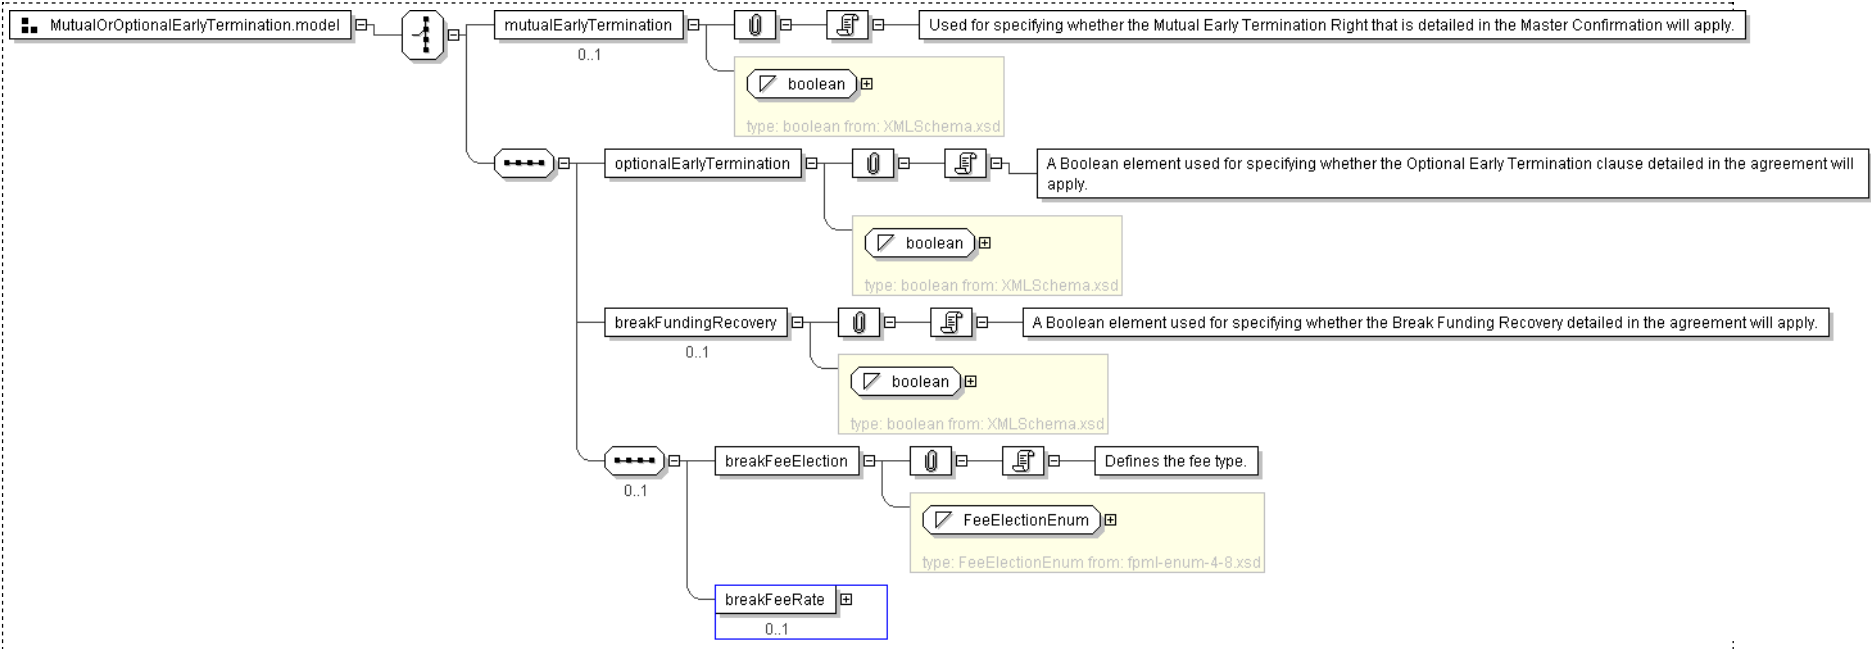 MutualOrOptionalEarlyTermination.model
mutualEarlyTermination
Used for specifying whether the Mutual Early Termination Right that is detailed in the Master Confirmation will apply.
0..1
boolean
type: boolean from: XMLSchema.xsd
optionalEarlyTermination
A Boolean element used for specifying whether the Optional Early Termination clause detailed in the agreement will
apply.
boolean
type: boolean from: XMLSchema.xsd
breakFundingRecovery
A Boolean element used for specifying whether the Break Funding Recovery detailed in the agreement will apply.
0..1
boolean
type: boolean from: XMLSchema.xsd
breakFeeElection
Defines the fee type.
0..1
FeeElectionEnum
type: FeeElectionEnum from: fpml-enum-4-8.xsd
breakFeeRate
0..1